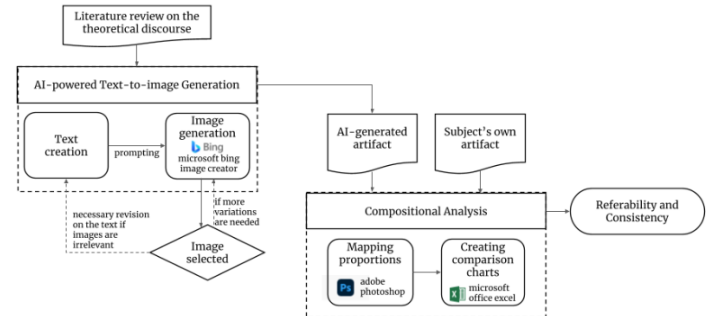 Literature review on the
theoretical discourse
AI-powered Text-to-image Generation
Text
creation
prompting
Image
generation
Bing
microsoft bing
image creator
necessary revision
on the text if
images are
irrelevant
if more
variations
are needed
Image
selected
AI-generated
artifact
Subject's own
artifact
Compositional Analysis
Mapping
proportions
Ps
adobe
photoshop
Creating
comparison
charts
microsoft
office excel
Referability and
Consistency